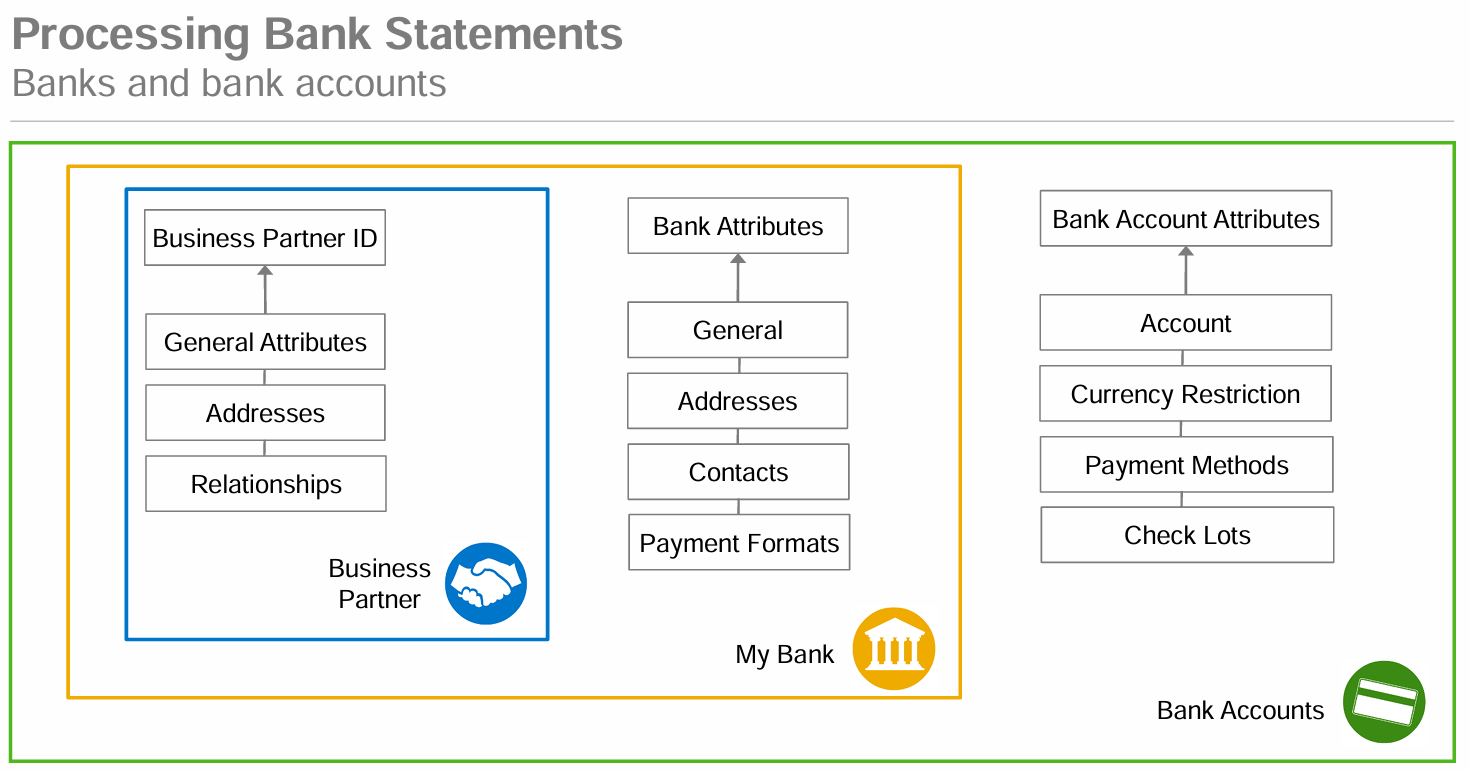 Processing Bank Statements
Banks and bank accounts
Business Partner ID
General Attributes
Addresses
Relationships
Business
Partner
Bank Attributes
General
Addresses
Contacts
Payment Formats
My Bank
Bank Account Attributes
Account
Currency Restriction
Payment Methods
Check Lots
Bank Accounts